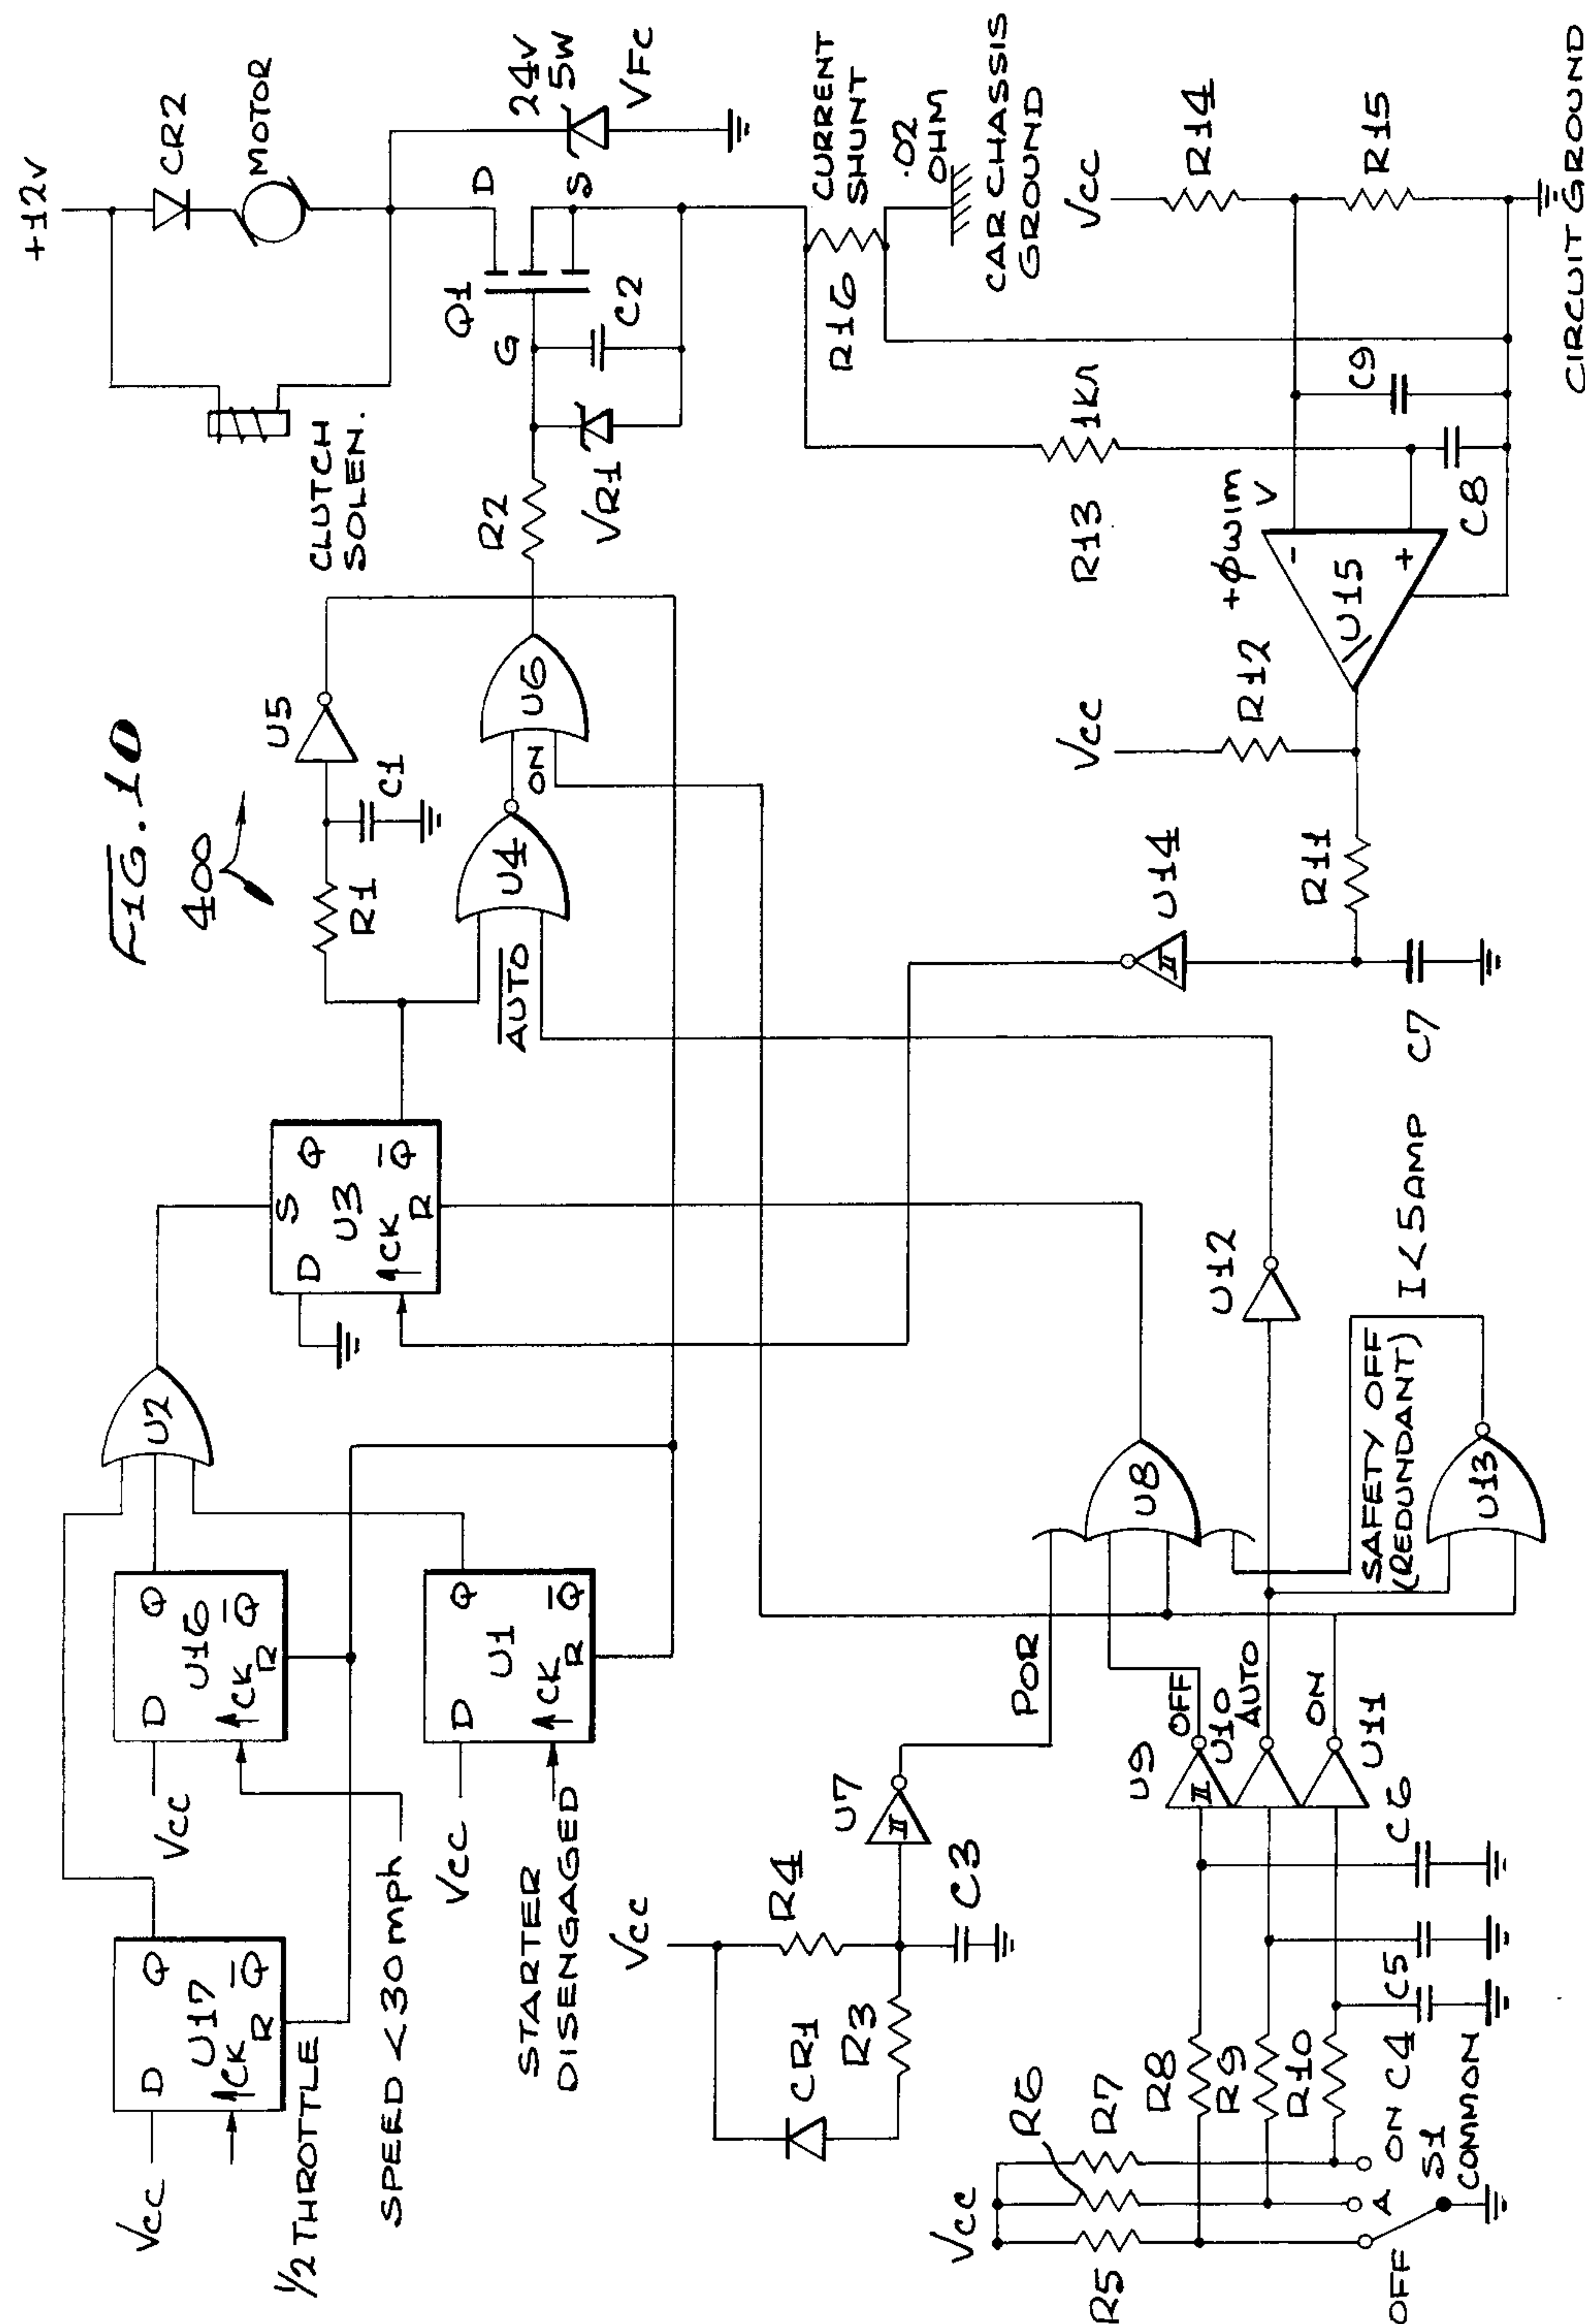 FIG. 10
400
+12v
CR2
MOTOR
CLUTCH
SOLEN.
24v
5W
VFC
D
Q1
G
S
C2
VR1
R2
U5
C1
R1
U6
ON
U4
AUTO
U3
D
S
Q
Q
CK
R
U2
U16
D
Q
Q
CK
R
Vcc
U17
D
Q
Q
CK
R
Vcc
1/2 THROTTLE
SPEED < 30mph
U1
D
Q
Q
CK
R
Vcc
STARTER
DISENGAGED
CURRENT
SHUNT
.02
OHM
R16
CAR CHASSIS
GROUND
Vcc
R14
R15
CIRCUIT GROUND
C9
C8
R13
1K
V
-
+
U15
R12
Vcc
R11
C7
U14
I < 5AMP
U12
SAFETY OFF
(REDUNDANT)
U13
U8
POR
U7
Vcc
R4
C3
R3
CR1
U9
OFF
U10
AUTO
ON
U11
C6
C5
C4
R8
R9
R10
R7
R6
R5
Vcc
ON
A
OFF
S1
COMMON